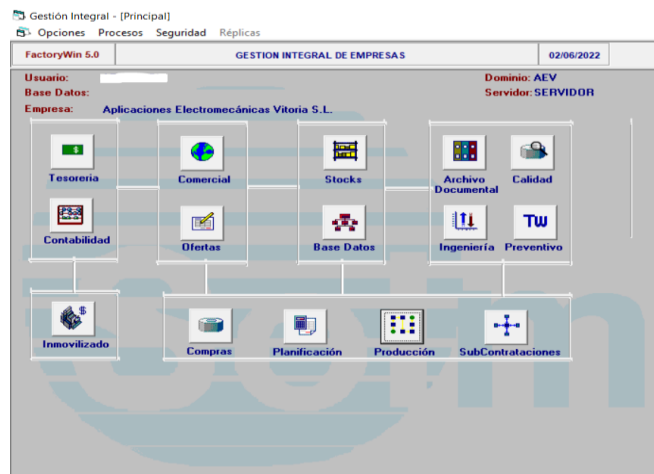 Gestión Integral - [Principal]
Opciones Procesos Seguridad Réplicas
FactoryWin 5.0 GESTION INTEGRAL DE EMPRESAS 02/06/2022
Usuario: Dominio: AEV
Base Datos: Servidor: SERVIDOR
Empresa: Aplicaciones Electromecánicas Vitoria S.L.
Tesoreria Comercial Stocks Archivo Documental Calidad
TW
Contabilidad Ofertas Base Datos Ingeniería Preventivo
Inmovilizado Compras Planificación Producción SubContrataciones